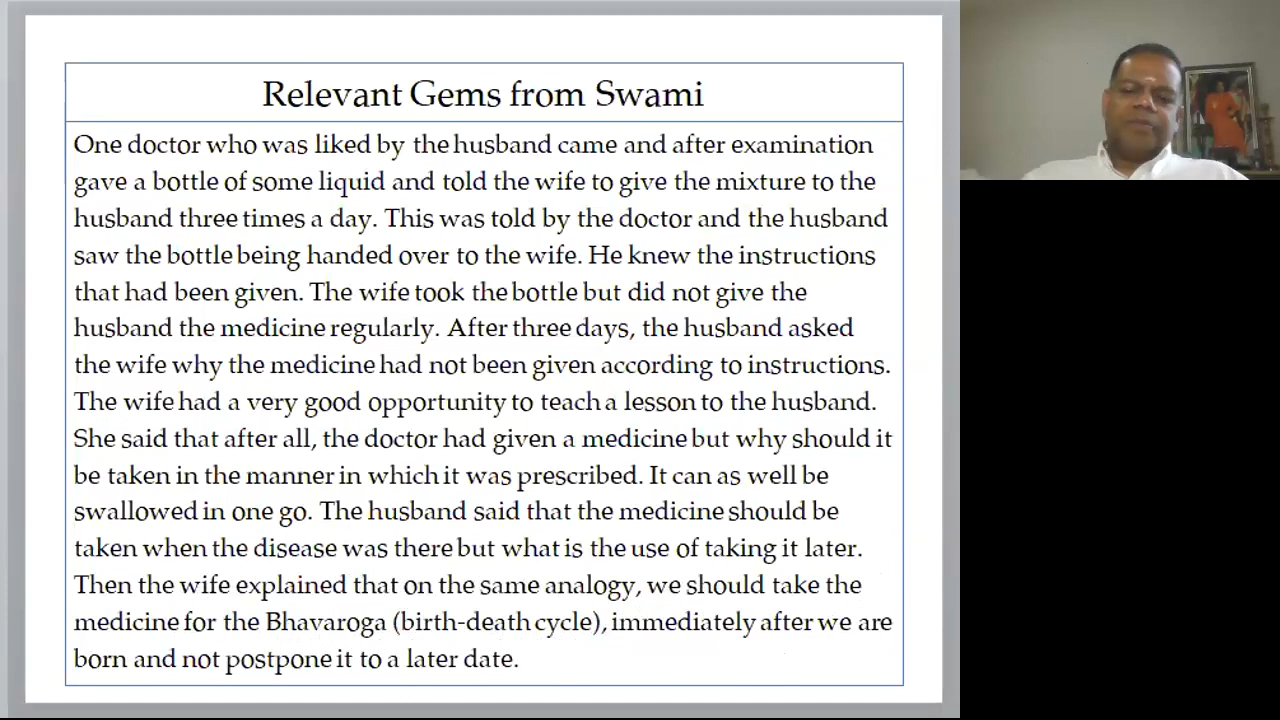 Relevant Gems from Swami
One doctor who was liked by the husband came and after examination
gave a bottle of some liquid and told the wife to give the mixture to the
husband three times a day. This was told by the doctor and the husband
saw the bottle being handed over to the wife. He knew the instructions
that had been given. The wife took the bottle but did not give the
husband the medicine regularly. After three days, the husband asked
the wife why the medicine had not been given according to instructions.
The wife had a very good opportunity to teach a lesson to the husband.
She said that after all, the doctor had given a medicine but why should it
be taken in the manner in which it was prescribed. It can as well be
swallowed in one go. The husband said that the medicine should be
taken when the disease was there but what is the use of taking it later.
Then the wife explained that on the same analogy, we should take the
medicine for the Bhavaroga (birth-death cycle), immediately after we are
born and not postpone it to a later date.